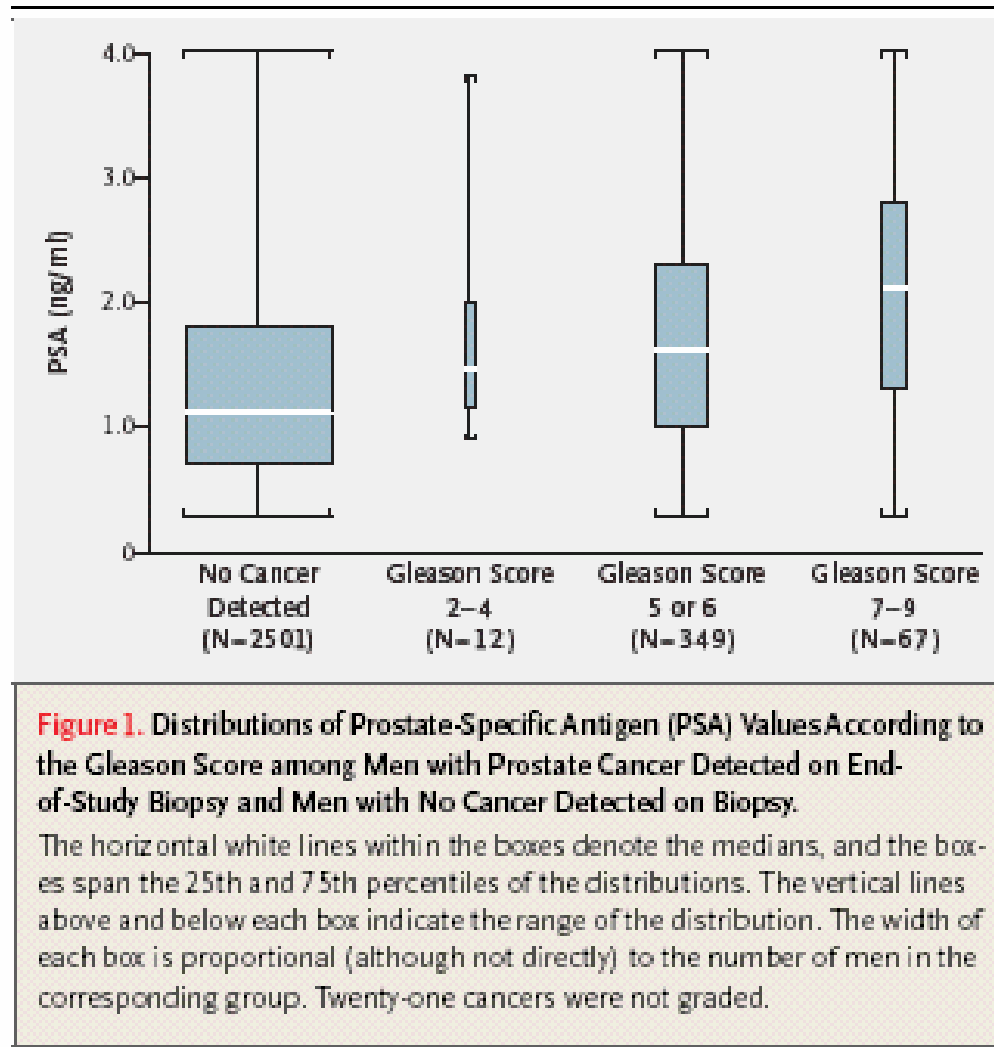 4.0
3.0
2.0
1.0
0
PSA (ng/ml)
No Cancer
Detected
(N=2501)
Gleason Score
2–4
(N=12)
Gleason Score
5 or 6
(N=349)
Gleason Score
7–9
(N=67)
Figure 1. Distributions of Prostate-Specific Antigen (PSA) Values According to
the Gleason Score among Men with Prostate Cancer Detected on End-
of-Study Biopsy and Men with No Cancer Detected on Biopsy.
The horizontal white lines within the boxes denote the medians, and the box-
es span the 25th and 75th percentiles of the distributions. The vertical lines
above and below each box indicate the range of the distribution. The width of
each box is proportional (although not directly) to the number of men in the
corresponding group. Twenty-one cancers were not graded.